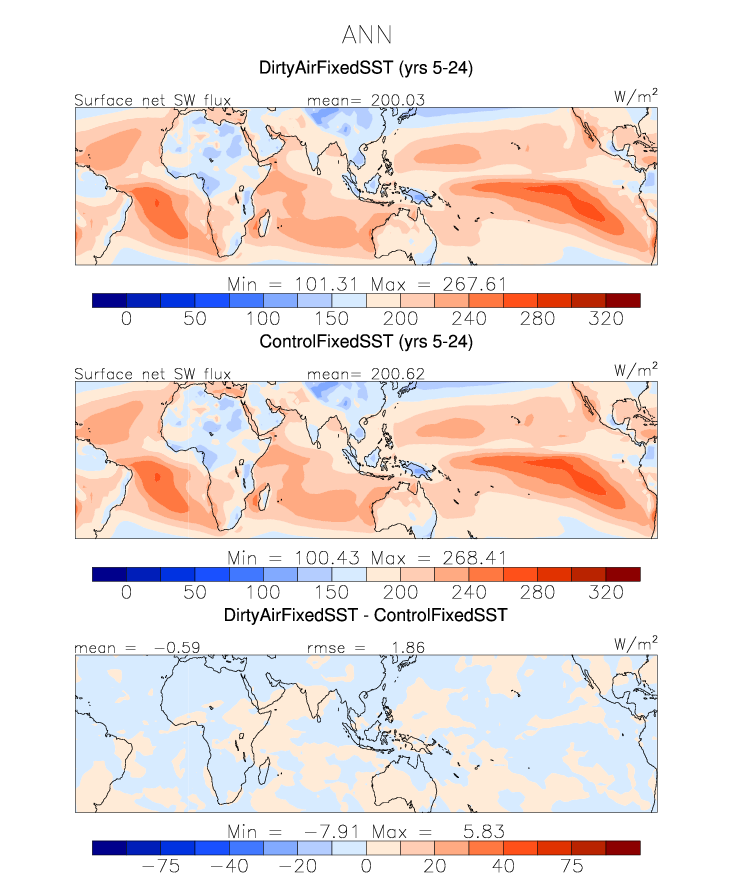 ANN
DirtyAirFixedSST (yrs 5-24)
Surface net SW flux mean= 200.03 W/m²
Min = 101.31 Max = 267.61
0 50 100 150 200 240 280 320
ControlFixedSST (yrs 5-24)
Surface net SW flux mean= 200.62 W/m²
Min = 100.43 Max = 268.41
0 50 100 150 200 240 280 320
DirtyAirFixedSST - ControlFixedSST
mean = -0.59 rmse = 1.86 W/m²
Min = -7.91 Max = 5.83
-75 -40 -20 0 20 40 75